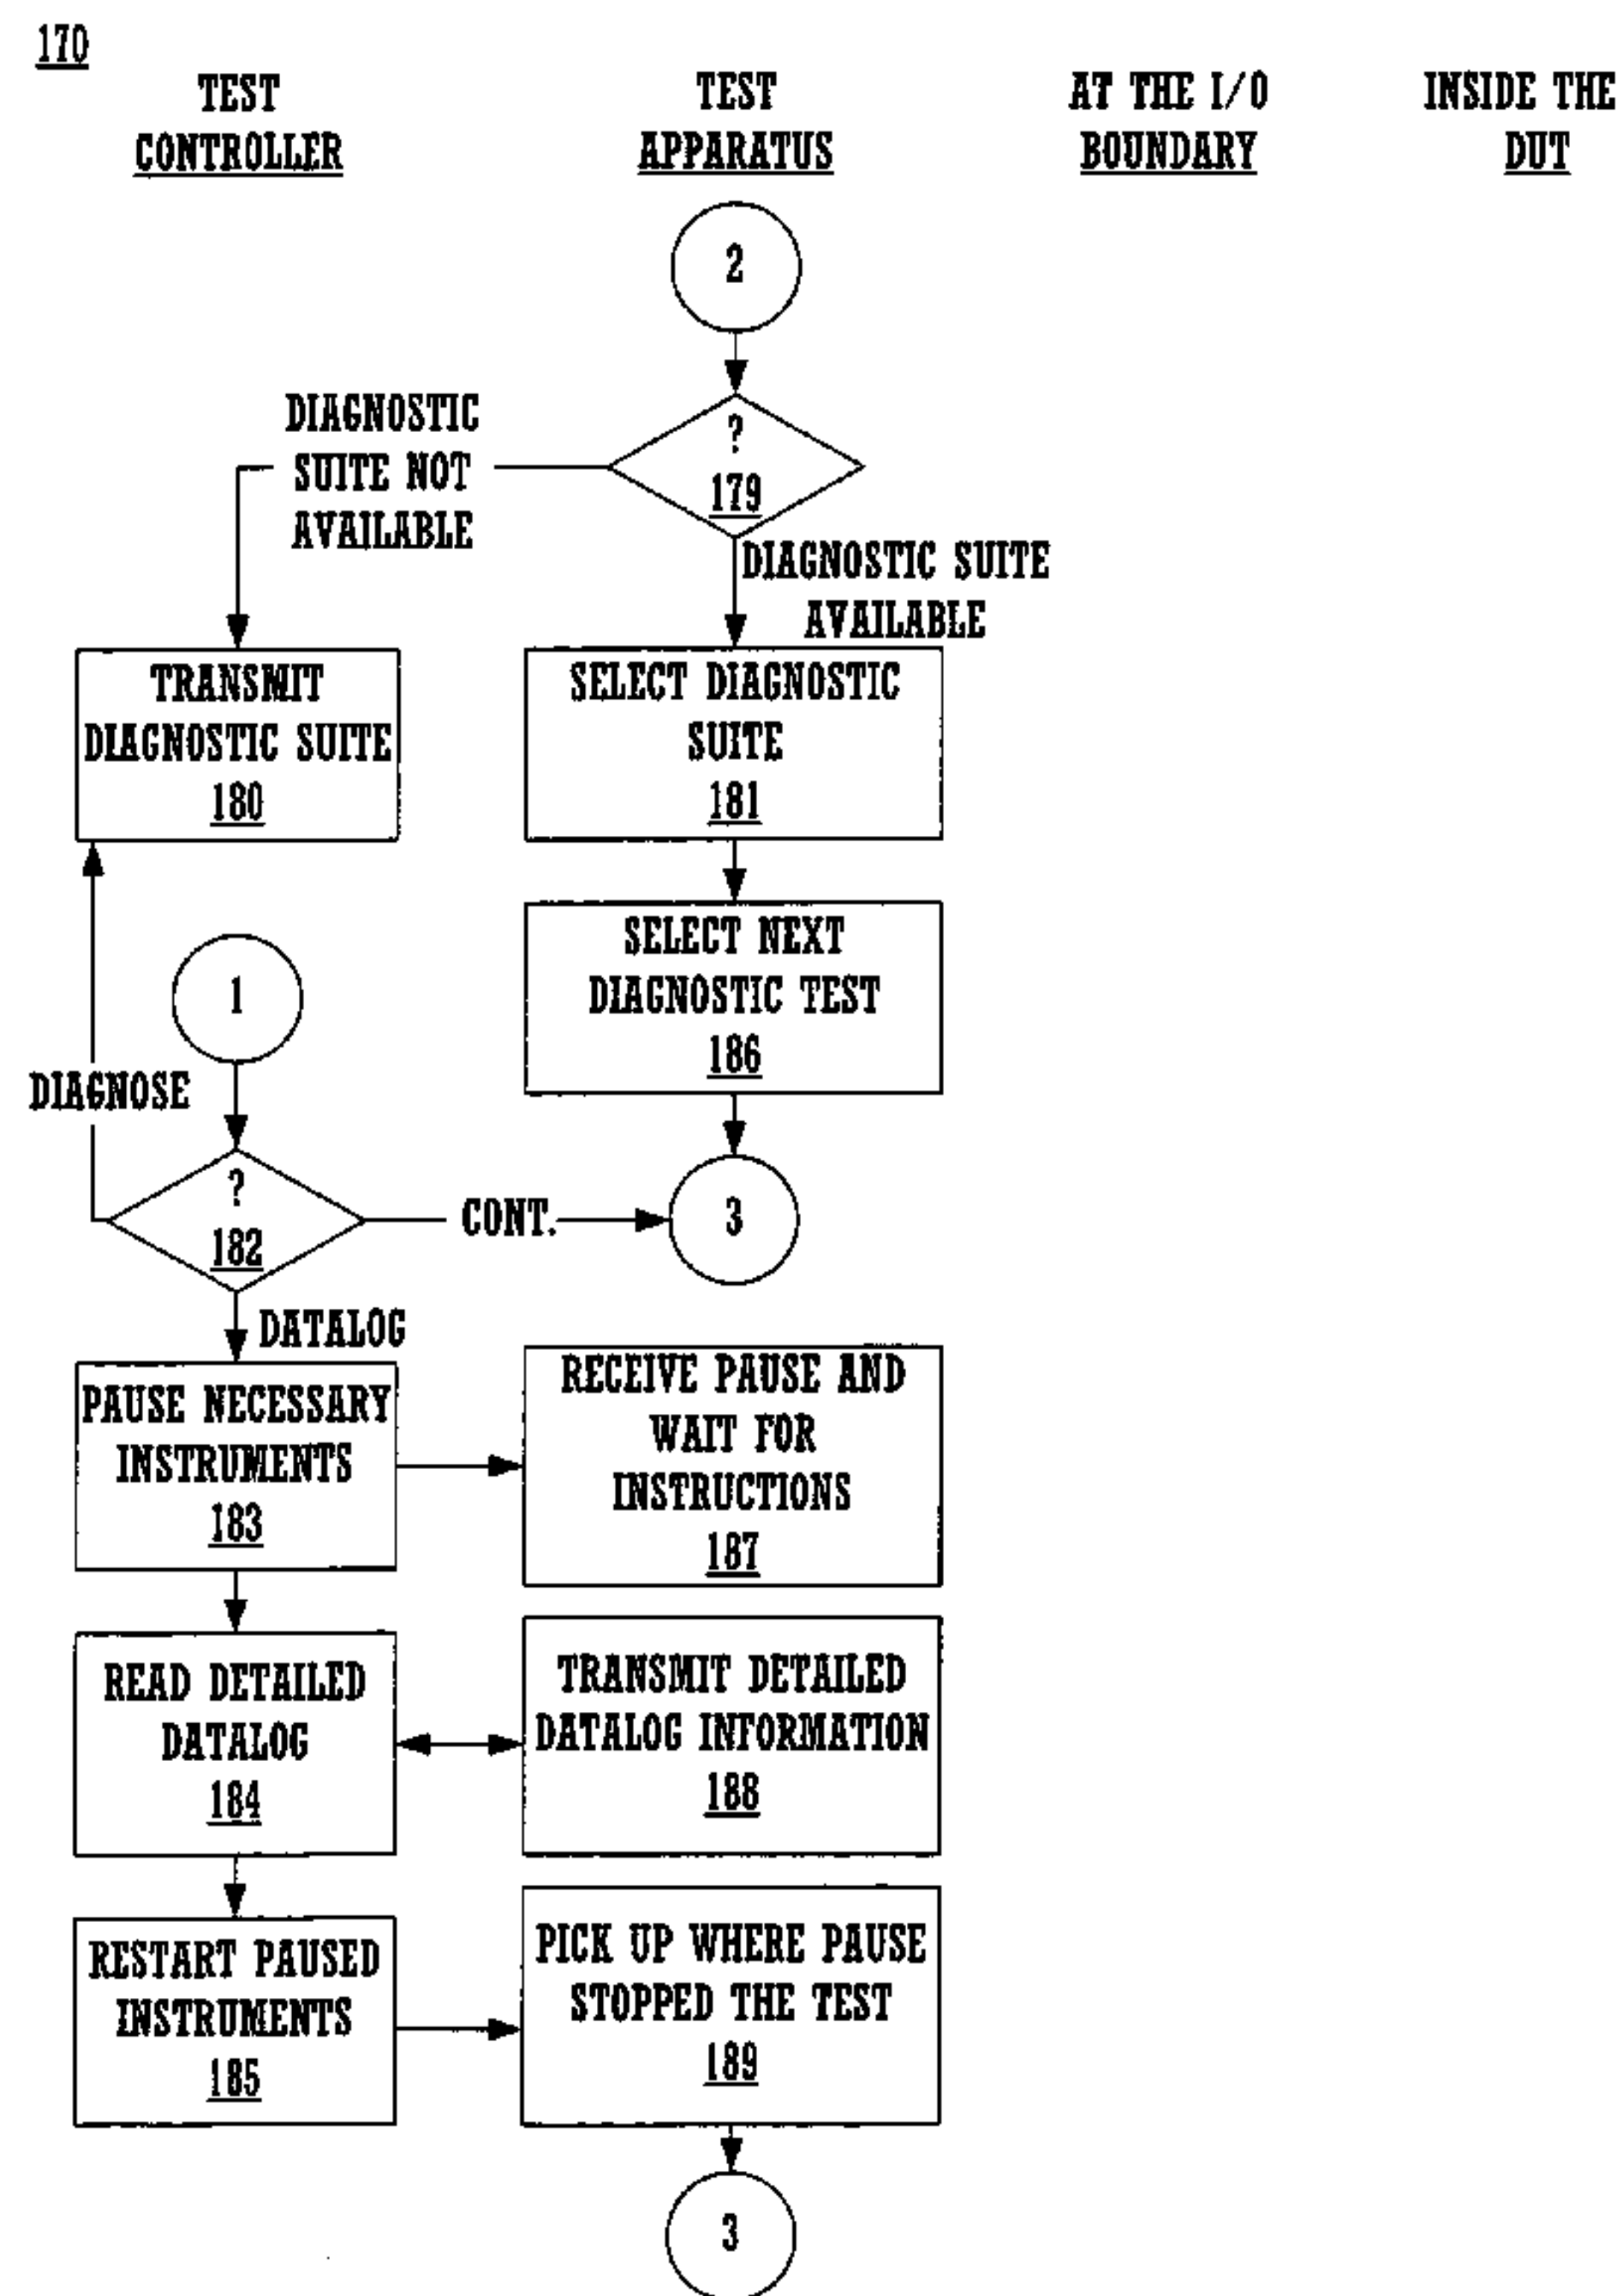 170
TEST
CONTROLLER
TEST
APPARATUS
AT THE I/O
BOUNDARY
INSIDE THE
DUT
2
?
179
DIAGNOSTIC
SUITE NOT
AVAILABLE
DIAGNOSTIC SUITE
AVAILABLE
TRANSMIT
DIAGNOSTIC SUITE
180
SELECT DIAGNOSTIC
SUITE
181
SELECT NEXT
DIAGNOSTIC TEST
186
1
DIAGNOSE
?
182
CONT.
3
DATALOG
PAUSE NECESSARY
INSTRUMENTS
183
RECEIVE PAUSE AND
WAIT FOR
INSTRUCTIONS
187
READ DETAILED
DATALOG
184
TRANSMIT DETAILED
DATALOG INFORMATION
188
RESTART PAUSED
INSTRUMENTS
185
PICK UP WHERE PAUSE
STOPPED THE TEST
189
3